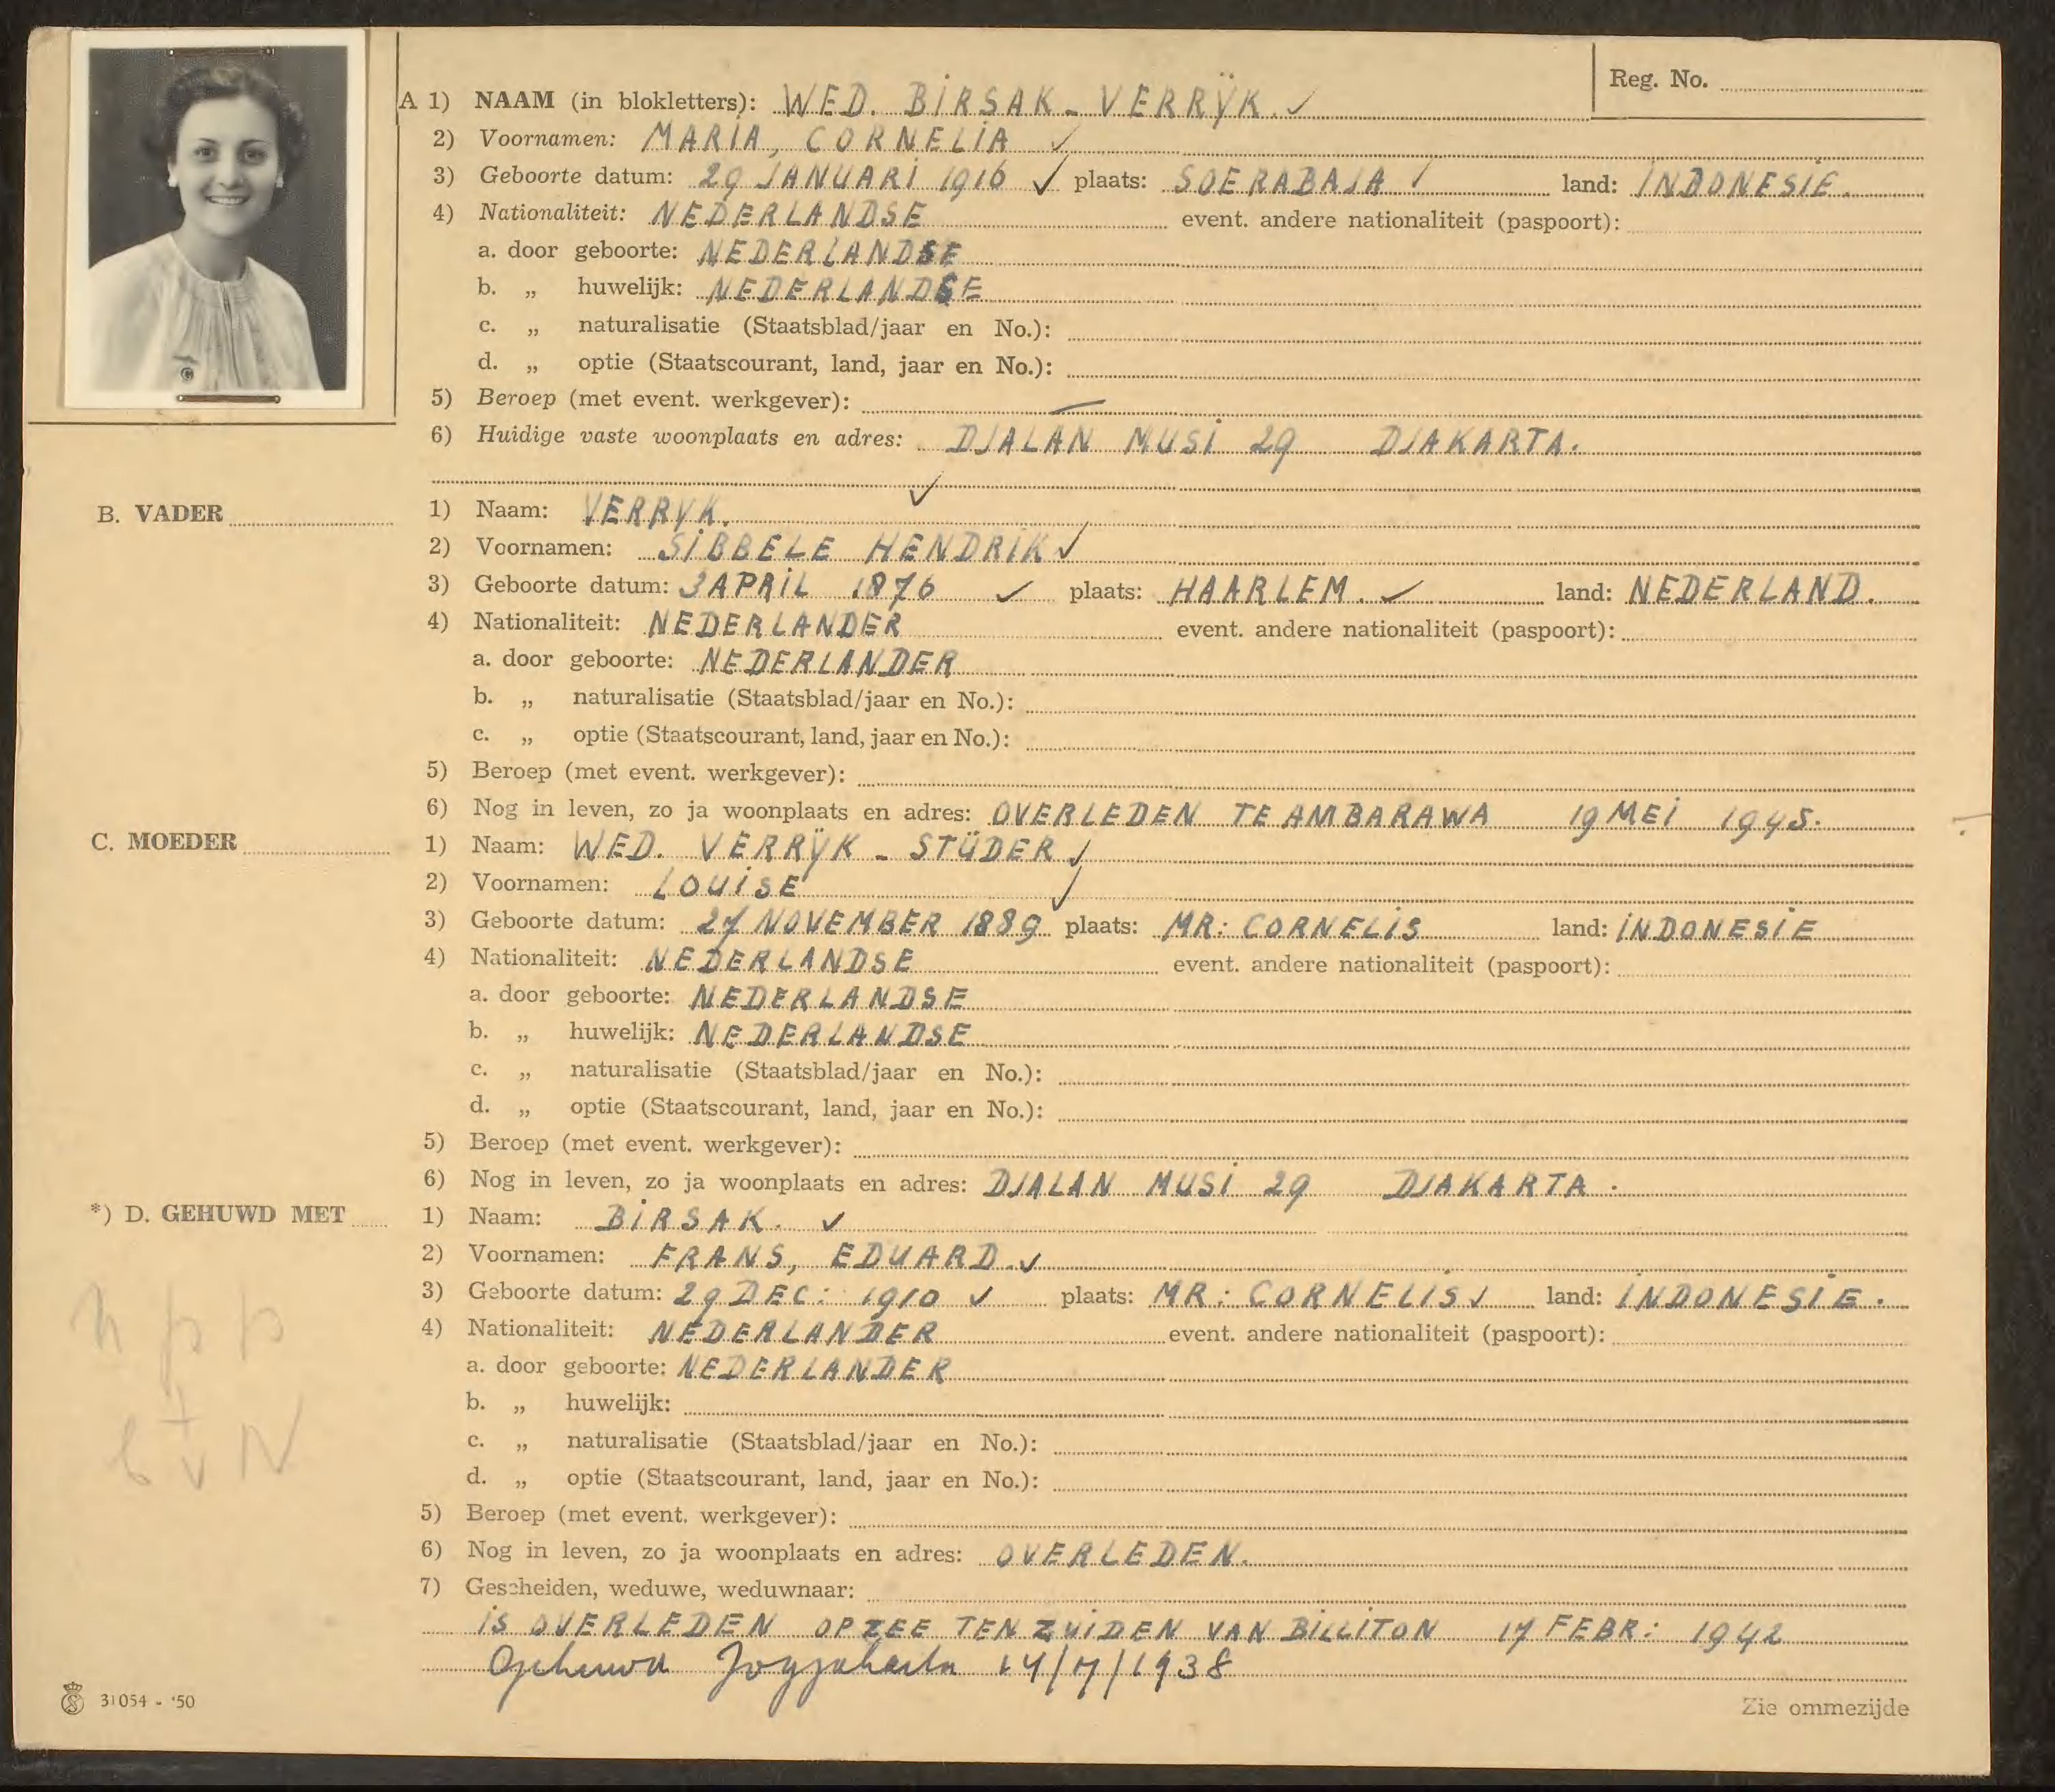 Reg. No.
A 1) NAAM (in blokletters): WED. BIRSAK - VERRŸK. ✓
2) Voornamen: MARIA, CORNELIA ✓
3) Geboorte datum: 29 JANUARI 1916 ✓ plaats: SOERABAJA ✓ land: INDONESIE.
4) Nationaliteit: NEDERLANDSE event. andere nationaliteit (paspoort):
a. door geboorte: NEDERLANDSE
b. „ huwelijk: NEDERLANDSE
c. „ naturalisatie (Staatsblad/jaar en No.):
d. „ optie (Staatscourant, land, jaar en No.):
5) Beroep (met event. werkgever): —
6) Huidige vaste woonplaats en adres: DJALAN MUSI 29 DJAKARTA.
✓
B. VADER 1) Naam: VERRYK.
2) Voornamen: SIBBELE HENDRIK ✓
3) Geboorte datum: 3 APRIL 1876 ✓ plaats: HAARLEM. ✓ land: NEDERLAND.
4) Nationaliteit: NEDERLANDER event. andere nationaliteit (paspoort):
a. door geboorte: NEDERLANDER
b. „ naturalisatie (Staatsblad/jaar en No.):
c. „ optie (Staatscourant, land, jaar en No.):
5) Beroep (met event. werkgever):
6) Nog in leven, zo ja woonplaats en adres: OVERLEDEN TE AMBARAWA 19 MEI 1945.
C. MOEDER 1) Naam: WED. VERRŸK - STÜDER ✓
2) Voornamen: LOUISE ✓
3) Geboorte datum: 27 NOVEMBER 1889 plaats: MR: CORNELIS land: INDONESIE
4) Nationaliteit: NEDERLANDSE event. andere nationaliteit (paspoort):
a. door geboorte: NEDERLANDSE
b. „ huwelijk: NEDERLANDSE
c. „ naturalisatie (Staatsblad/jaar en No.):
d. „ optie (Staatscourant, land, jaar en No.):
5) Beroep (met event. werkgever):
6) Nog in leven, zo ja woonplaats en adres: DJALAN MUSI 29 DJAKARTA.
*) D. GEHUWD MET 1) Naam: BIRSAK. ✓
2) Voornamen: FRANS, EDUARD. ✓
3) Geboorte datum: 29 DEC: 1910 ✓ plaats: MR: CORNELIS ✓ land: INDONESIE.
4) Nationaliteit: NEDERLANDER event. andere nationaliteit (paspoort):
a. door geboorte: NEDERLANDER
b. „ huwelijk:
c. „ naturalisatie (Staatsblad/jaar en No.):
d. „ optie (Staatscourant, land, jaar en No.):
5) Beroep (met event. werkgever):
6) Nog in leven, zo ja woonplaats en adres: OVERLEDEN.
7) Gescheiden, weduwe, weduwnaar:
IS OVERLEDEN OP ZEE TEN ZUIDEN VAN BILLITON 17 FEBR: 1942
Gehuwd Jogjakarta 14/7/1938
31054 - '50
Zie ommezijde